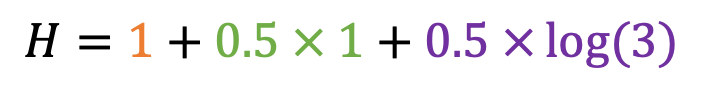 H = 1 + 0.5 × 1 + 0.5 × log(3)